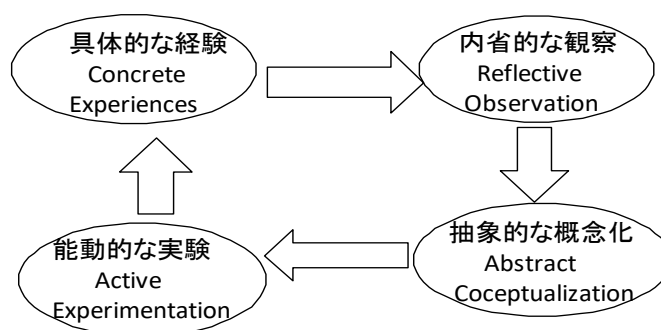 具体的な経験
Concrete
Experiences
内省的な観察
Reflective
Observation
抽象的な概念化
Abstract
Coceptualization
能動的な実験
Active
Experimentation